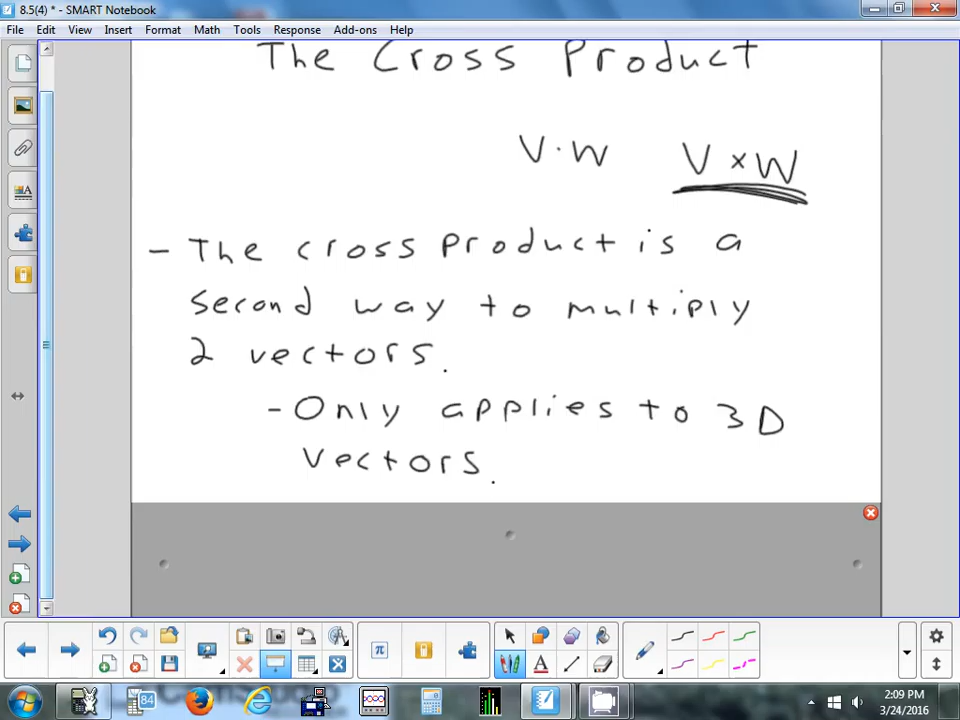 8.5(4) * - SMART Notebook
File Edit View Insert Format Math Tools Response Add-ons Help
The Cross Product
V·W V×W
- The cross product is a
second way to multiply
2 vectors.
- Only applies to 3D
vectors.
π
A
84
2:09 PM
3/24/2016